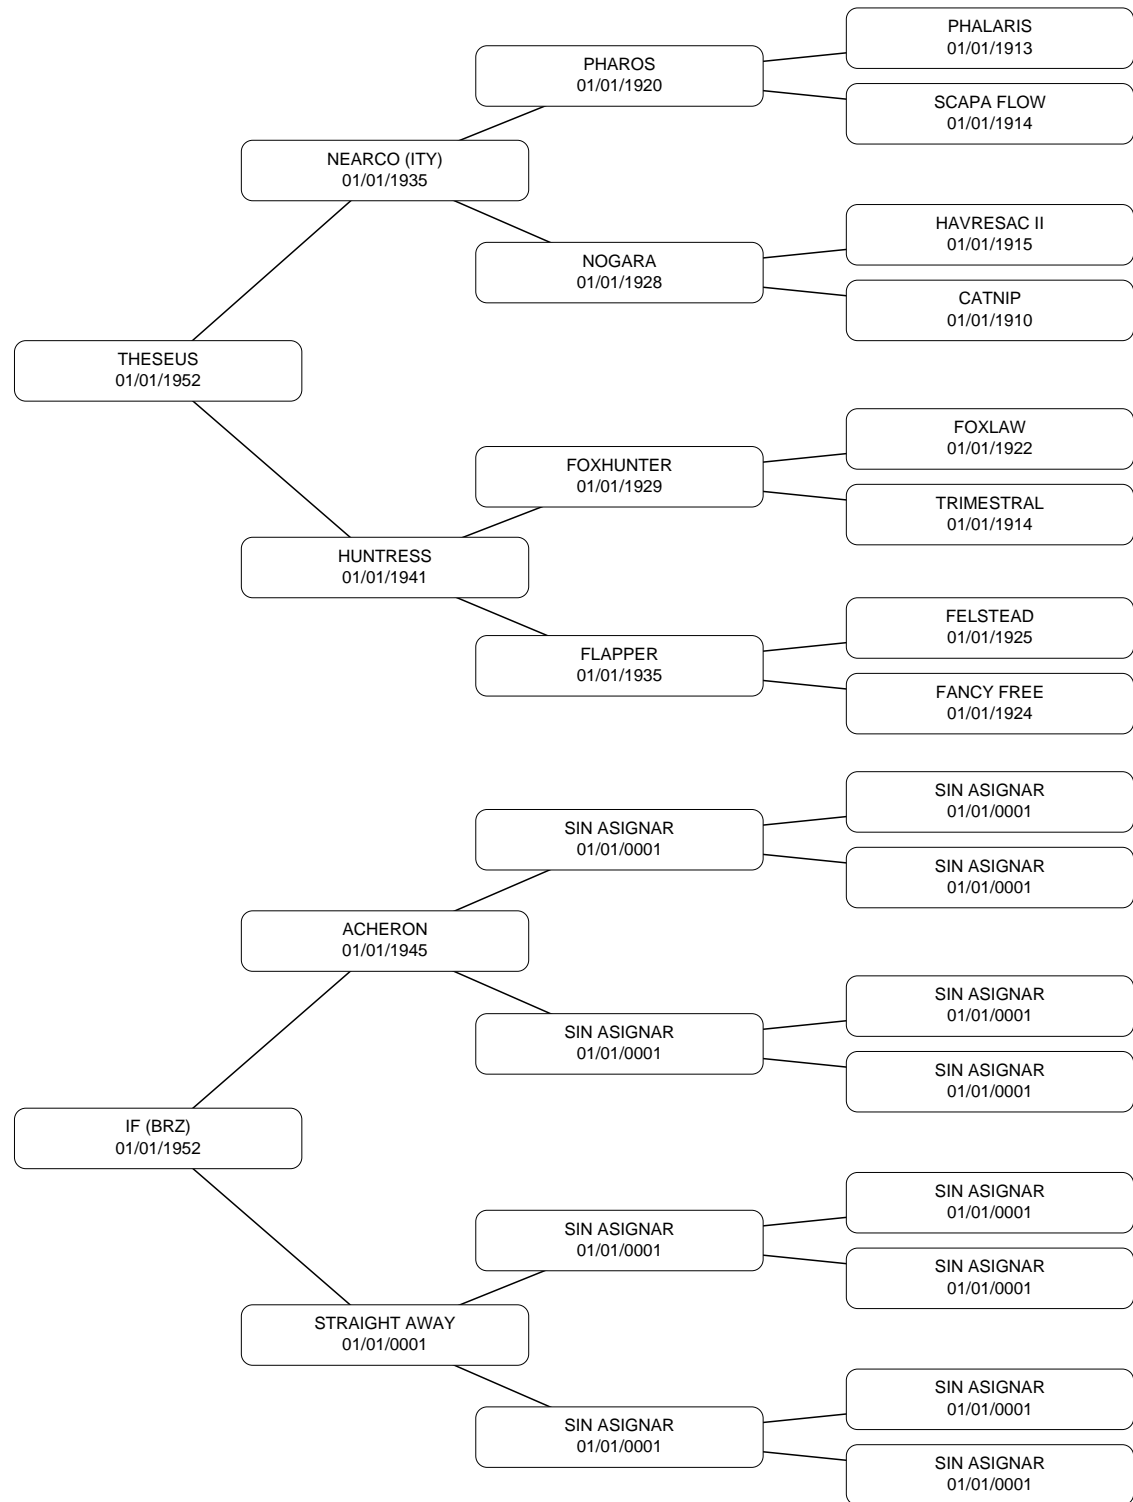 PHALARIS
01/01/1913
PHAROS
01/01/1920
SCAPA FLOW
01/01/1914
NEARCO (ITY)
01/01/1935
HAVRESAC II
01/01/1915
NOGARA
01/01/1928
CATNIP
01/01/1910
THESEUS
01/01/1952
FOXLAW
01/01/1922
FOXHUNTER
01/01/1929
TRIMESTRAL
01/01/1914
HUNTRESS
01/01/1941
FELSTEAD
01/01/1925
FLAPPER
01/01/1935
FANCY FREE
01/01/1924
SIN ASIGNAR
01/01/0001
SIN ASIGNAR
01/01/0001
SIN ASIGNAR
01/01/0001
ACHERON
01/01/1945
SIN ASIGNAR
01/01/0001
SIN ASIGNAR
01/01/0001
SIN ASIGNAR
01/01/0001
IF (BRZ)
01/01/1952
SIN ASIGNAR
01/01/0001
SIN ASIGNAR
01/01/0001
SIN ASIGNAR
01/01/0001
STRAIGHT AWAY
01/01/0001
SIN ASIGNAR
01/01/0001
SIN ASIGNAR
01/01/0001
SIN ASIGNAR
01/01/0001